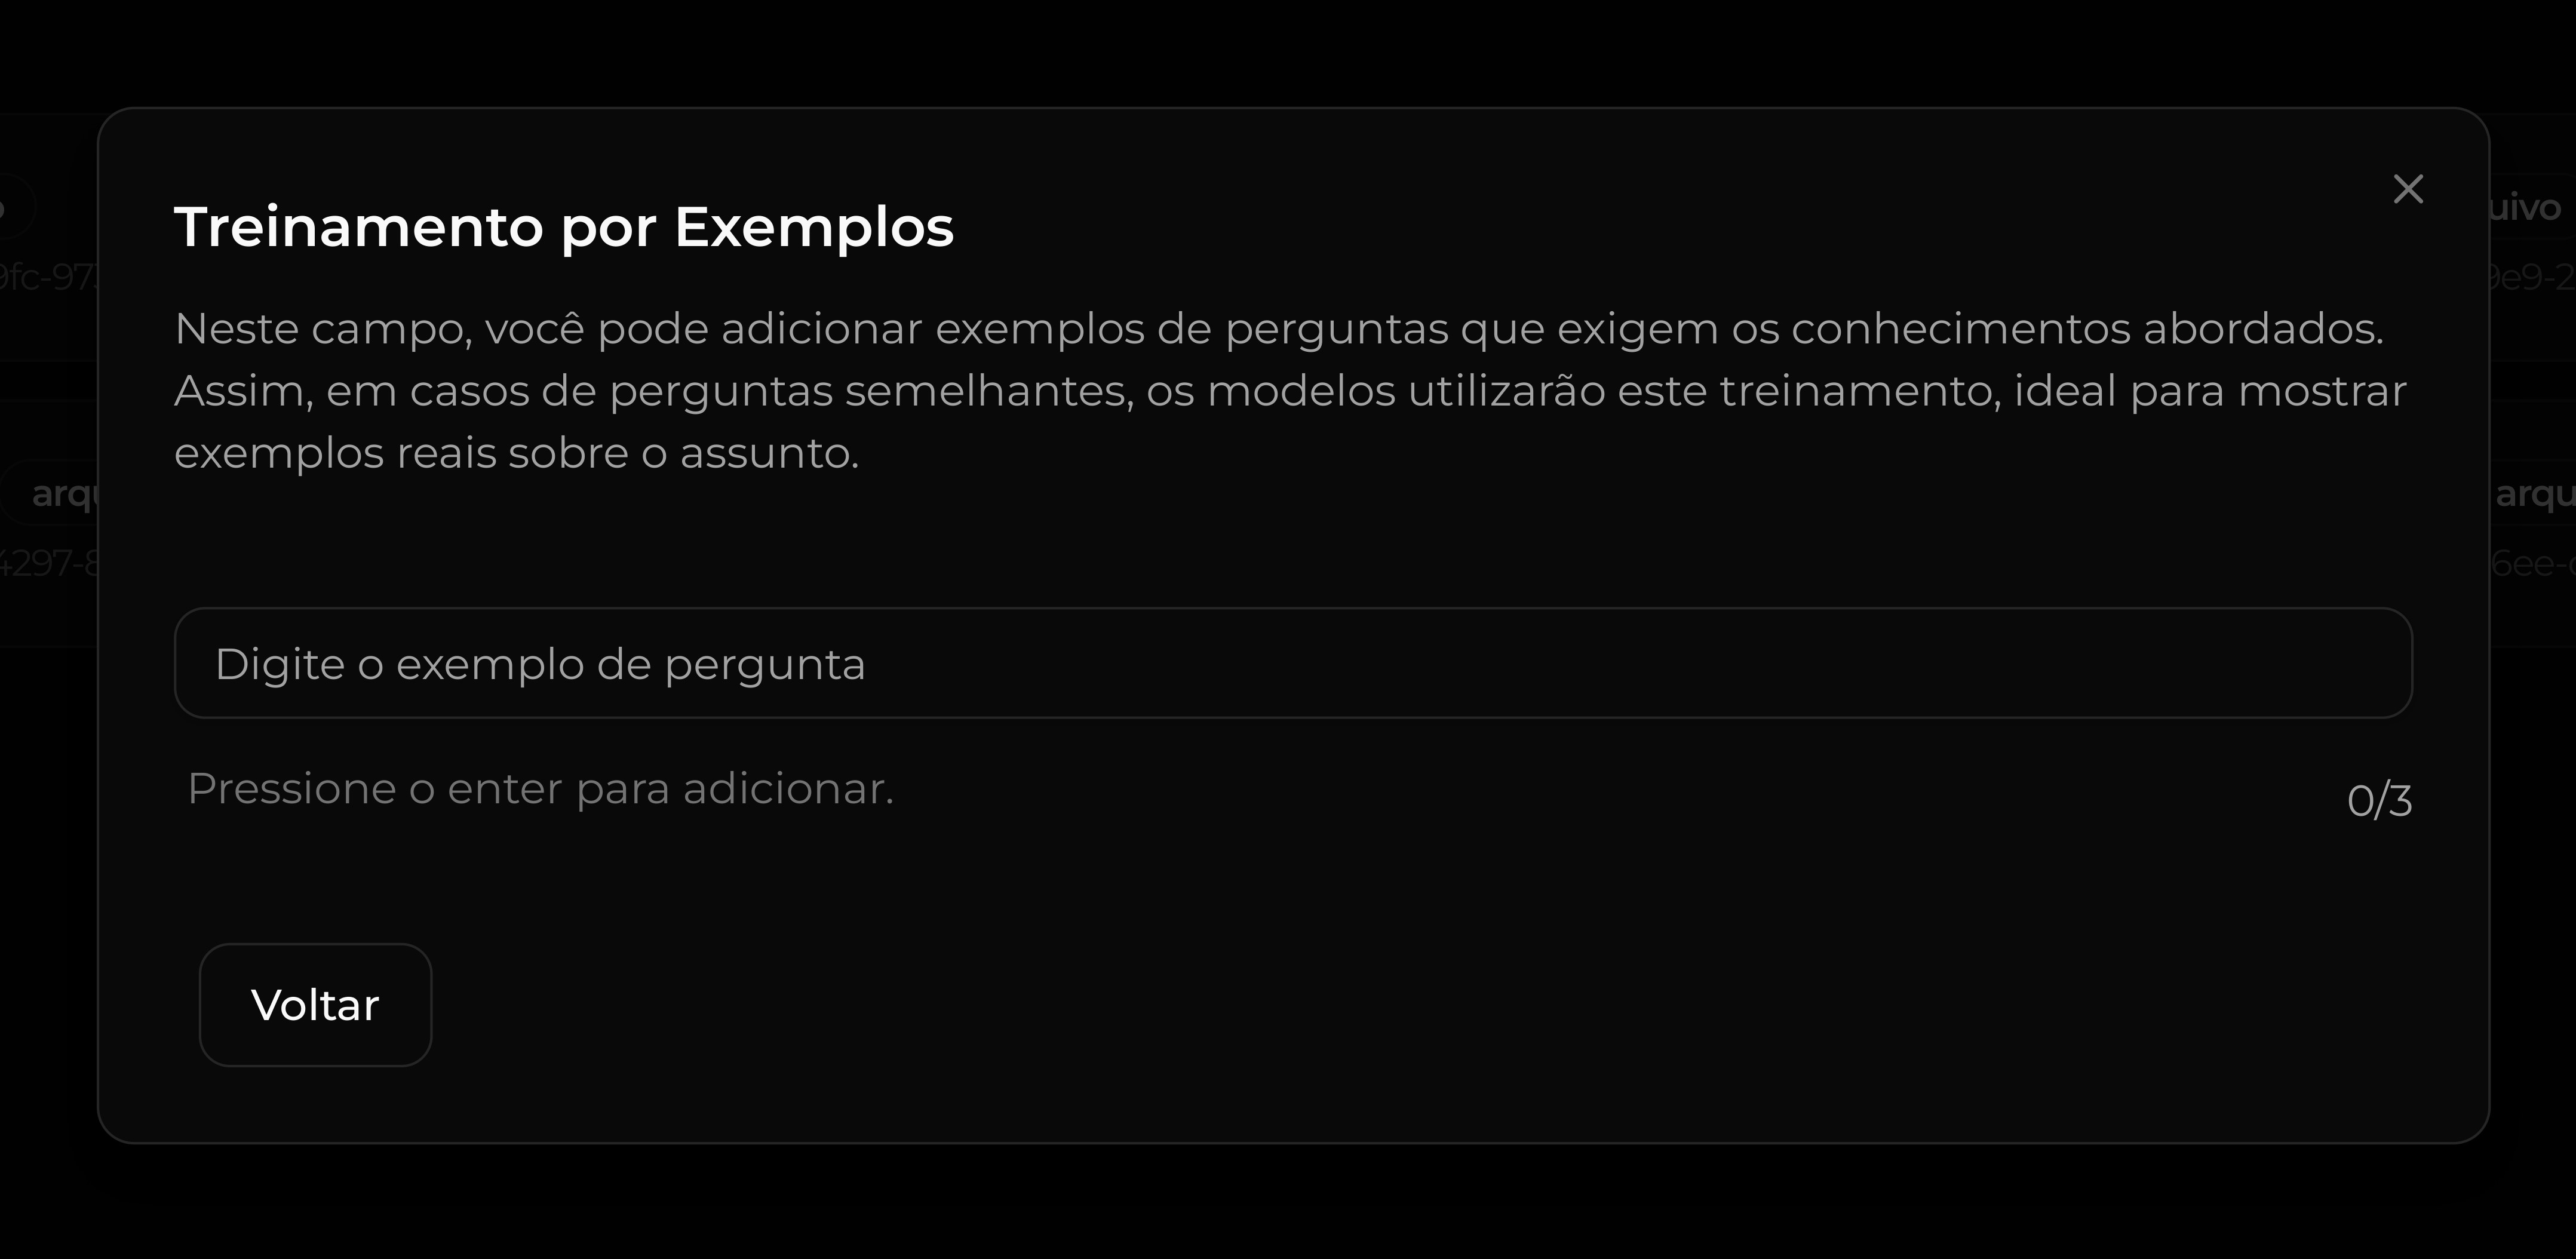 Treinamento por Exemplos
Neste campo, você pode adicionar exemplos de perguntas que exigem os conhecimentos abordados.
Assim, em casos de perguntas semelhantes, os modelos utilizarão este treinamento, ideal para mostrar
exemplos reais sobre o assunto.
Digite o exemplo de pergunta
Pressione o enter para adicionar.
0/3
Voltar